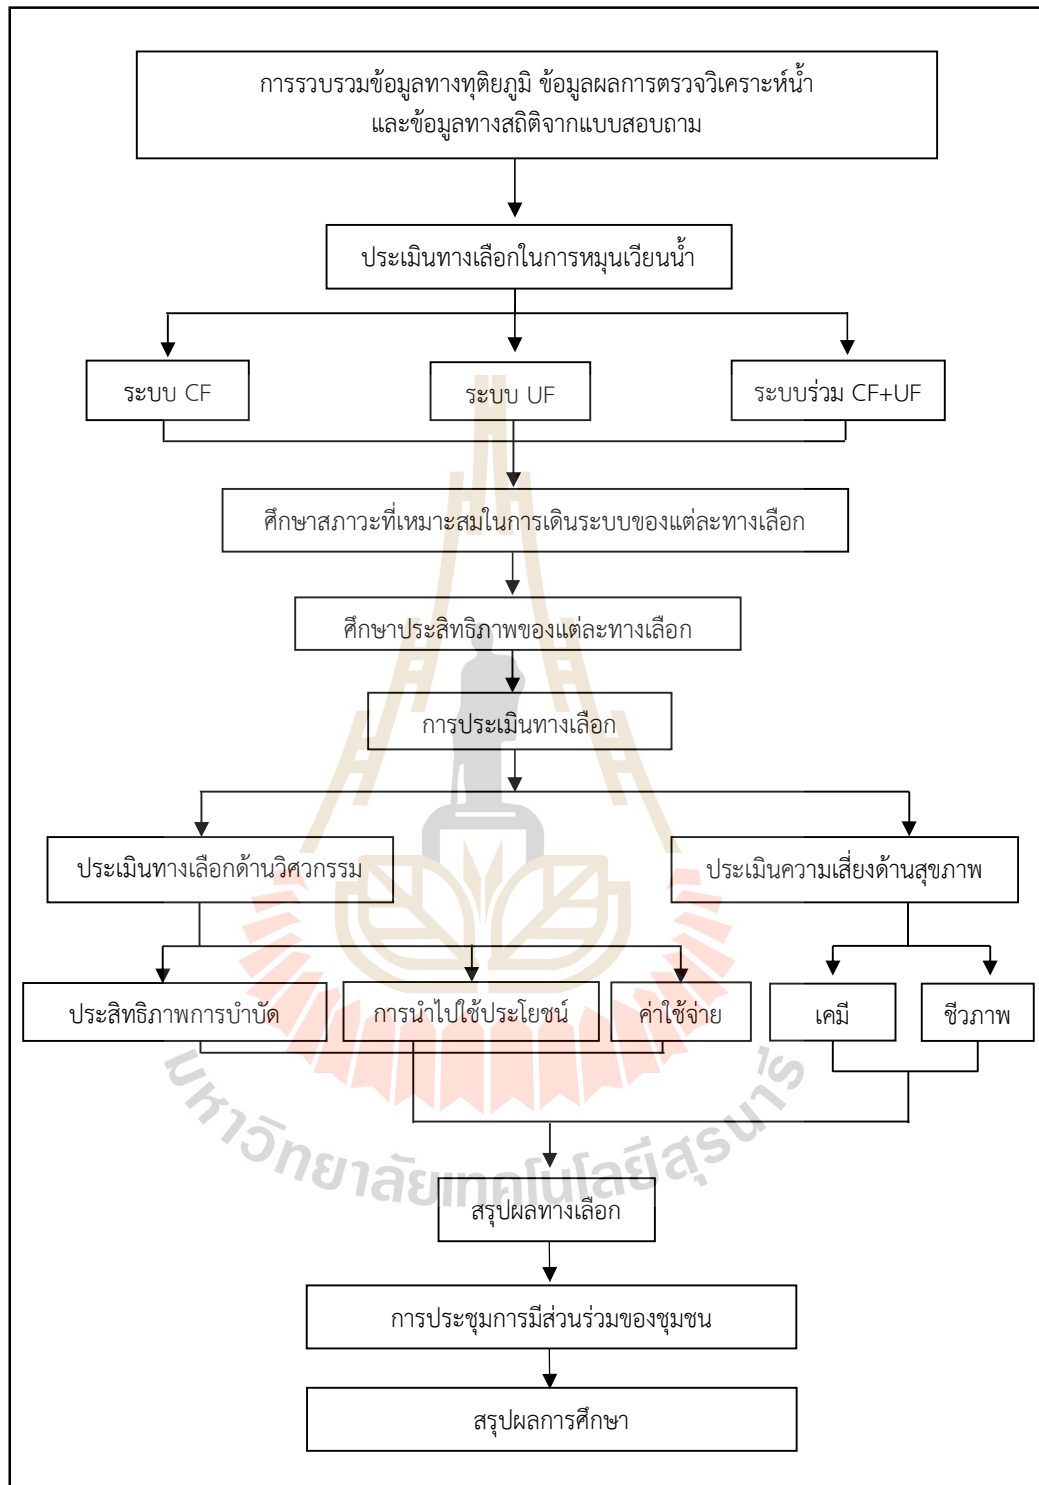 การรวบรวมข้อมูลทางทุติยภูมิ ข้อมูลผลการตรวจวิเคราะห์น้ำ
และข้อมูลทางสถิติจากแบบสอบถาม
ประเมินทางเลือกในการหมุนเวียนน้ำ
ระบบ CF
ระบบ UF
ระบบร่วม CF+UF
ศึกษาสภาวะที่เหมาะสมในการเดินระบบของแต่ละทางเลือก
ศึกษาประสิทธิภาพของแต่ละทางเลือก
การประเมินทางเลือก
ประเมินทางเลือกด้านวิศวกรรม
ประเมินความเสี่ยงด้านสุขภาพ
ประสิทธิภาพการบำบัด
การนำไปใช้ประโยชน์
ค่าใช้จ่าย
เคมี
ชีวภาพ
มหาวิทยาลัยเทคโนโลยีสุรนารี
สรุปผลทางเลือก
การประชุมการมีส่วนร่วมของชุมชน
สรุปผลการศึกษา